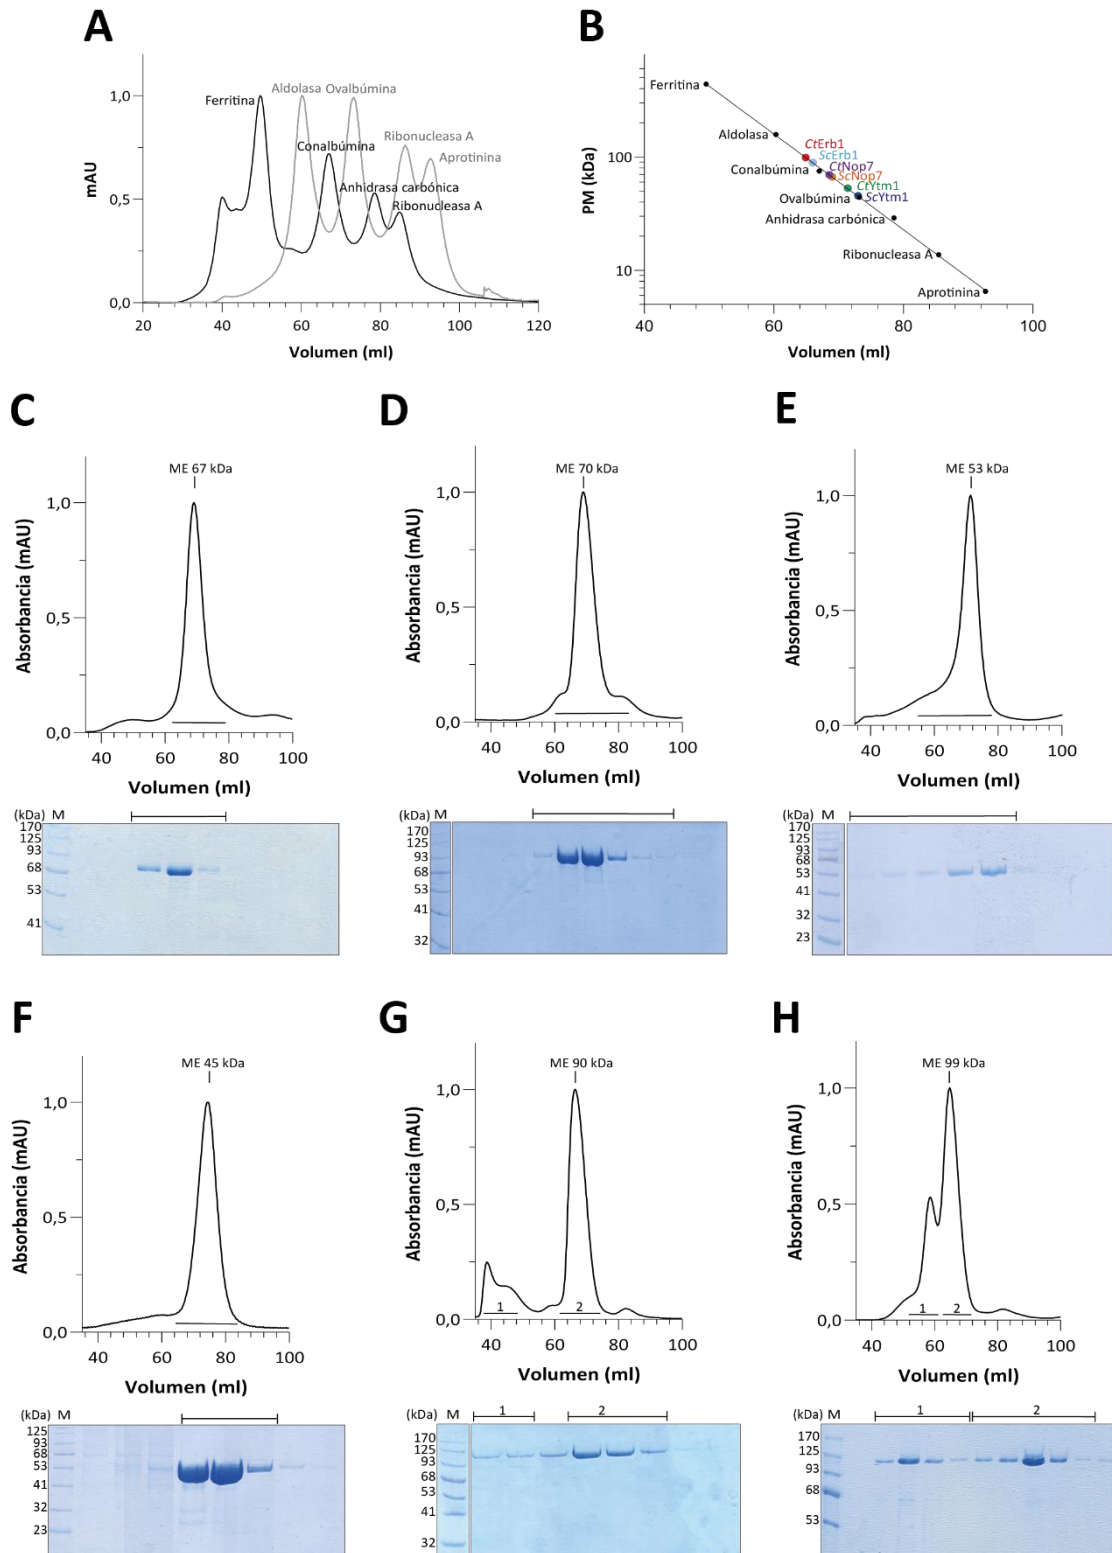 A
B
Ferritina
Aldolasa Ovalbúmina
Conalbúmina
Ribonucleasa A
Aprotinina
Anhidrasa carbónica
Ribonucleasa A
mAU
1,0
0,5
0,0
20 40 60 80 100 120
Volumen (ml)
PM (kDa)
100
10
Ferritina
Aldolasa
CtErb1
ScErb1
Conalbúmina
CtNop7
ScNop7
CtYtm1
Ovalbúmina
ScYtm1
Anhidrasa carbónica
Ribonucleasa A
Aprotinina
40 60 80 100
Volumen (ml)
C
ME 67 kDa
Absorbancia (mAU)
1,0
0,5
0,0
40 60 80 100
Volumen (ml)
(kDa) M
170
125
93
68
53
41
D
ME 70 kDa
Absorbancia (mAU)
1,0
0,5
0,0
40 60 80 100
Volumen (ml)
(kDa) M
170
125
93
68
53
41
32
E
ME 53 kDa
Absorbancia (mAU)
1,0
0,5
0,0
40 60 80 100
Volumen (ml)
(kDa) M
170
125
93
68
53
41
32
23
F
ME 45 kDa
Absorbancia (mAU)
1,0
0,5
0,0
40 60 80 100
Volumen (ml)
(kDa) M
125
93
68
53
41
32
23
G
ME 90 kDa
Absorbancia (mAU)
1,0
0,5
0,0
1 2
40 60 80 100
Volumen (ml)
(kDa) M 1 2
170
125
93
68
53
41
32
H
ME 99 kDa
Absorbancia (mAU)
1,0
0,5
0,0
1 2
40 60 80 100
Volumen (ml)
(kDa) M 1 2
170
125
93
68
53